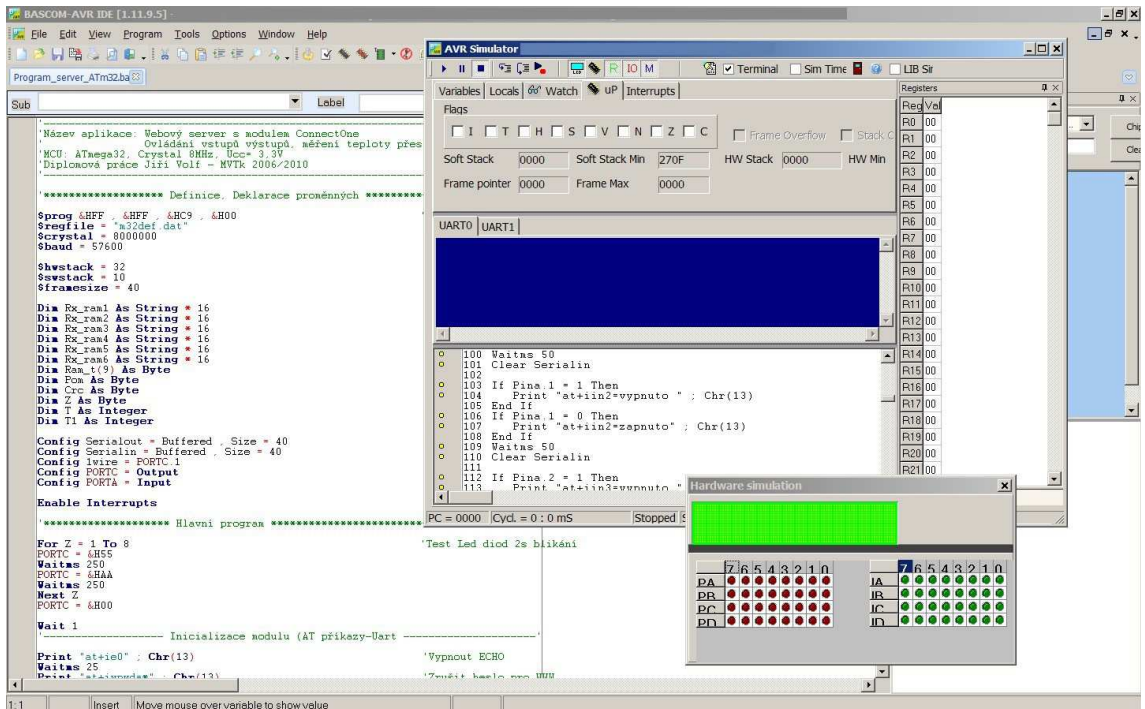 BASCOM-AVR IDE [1.11.9.5] -
File Edit View Program Tools Options Window Help
Program_server_ATm32.ba
Sub
Label
'Název aplikace: Webový server s modulem ConnectOne
Ovládání vstupů výstupů, měření teploty přes
'MCU: ATmega32, Crystal 8MHz, Ucc= 3,3V
'Diplomová práce Jiří Volf - MVTk 2006/2010
'******************* Definice, Deklarace proměnných *********
$prog &HFF , &HFF , &HC9 , &H00
$regfile = "m32def.dat"
$crystal = 8000000
$baud = 57600
$hwstack = 32
$swstack = 10
$framesize = 40
Dim Rx_ram1 As String * 16
Dim Rx_ram2 As String * 16
Dim Rx_ram3 As String * 16
Dim Rx_ram4 As String * 16
Dim Rx_ram5 As String * 16
Dim Rx_ram6 As String * 16
Dim Ram_t(9) As Byte
Dim Pom As Byte
Dim Crc As Byte
Dim Z As Byte
Dim T As Integer
Dim T1 As Integer
Config Serialout = Buffered , Size = 40
Config Serialin = Buffered , Size = 40
Config 1wire = PORTC.1
Config PORTC = Output
Config PORTA = Input
Enable Interrupts
'******************** Hlavní program ************************
For Z = 1 To 8 'Test Led diod 2s blikání
PORTC = &H55
Waitms 250
PORTC = &HAA
Waitms 250
Next Z
PORTC = &H00
Wait 1
'------------------- Inicializace modulu (AT příkazy-Uart ---------------------'
Print "at+ie0" ; Chr(13) 'Vypnout ECHO
Waitms 25
1:1 Insert Move mouse over variable to show value
AVR Simulator
R IO M Terminal Sim Time LIB Sir
Variables Locals Watch uP Interrupts
Flags
I T H S V N Z C Frame Overflow Stack C
Soft Stack 0000 Soft Stack Min 270F HW Stack 0000 HW Min
Frame pointer 0000 Frame Max 0000
UART0 UART1
100 Waitms 50
101 Clear Serialin
102
103 If Pina.1 = 1 Then
104 Print "at+iin2=vypnuto " ; Chr(13)
105 End If
106 If Pina.1 = 0 Then
107 Print "at+iin2=zapnuto" ; Chr(13)
108 End If
109 Waitms 50
110 Clear Serialin
111
112 If Pina.2 = 1 Then
113 Print "at+iin3=vypnuto "
PC = 0000 Cycl. = 0 : 0 mS Stopped
Registers
Reg Val
R0 00
R1 00
R2 00
R3 00
R4 00
R5 00
R6 00
R7 00
R8 00
R9 00
R10 00
R11 00
R12 00
R13 00
R14 00
R15 00
R16 00
R17 00
R18 00
R19 00
R20 00
R21 00
Hardware simulation
7 6 5 4 3 2 1 0
PA
PB
PC
PD
7 6 5 4 3 2 1 0
IA
IB
IC
ID
Chip